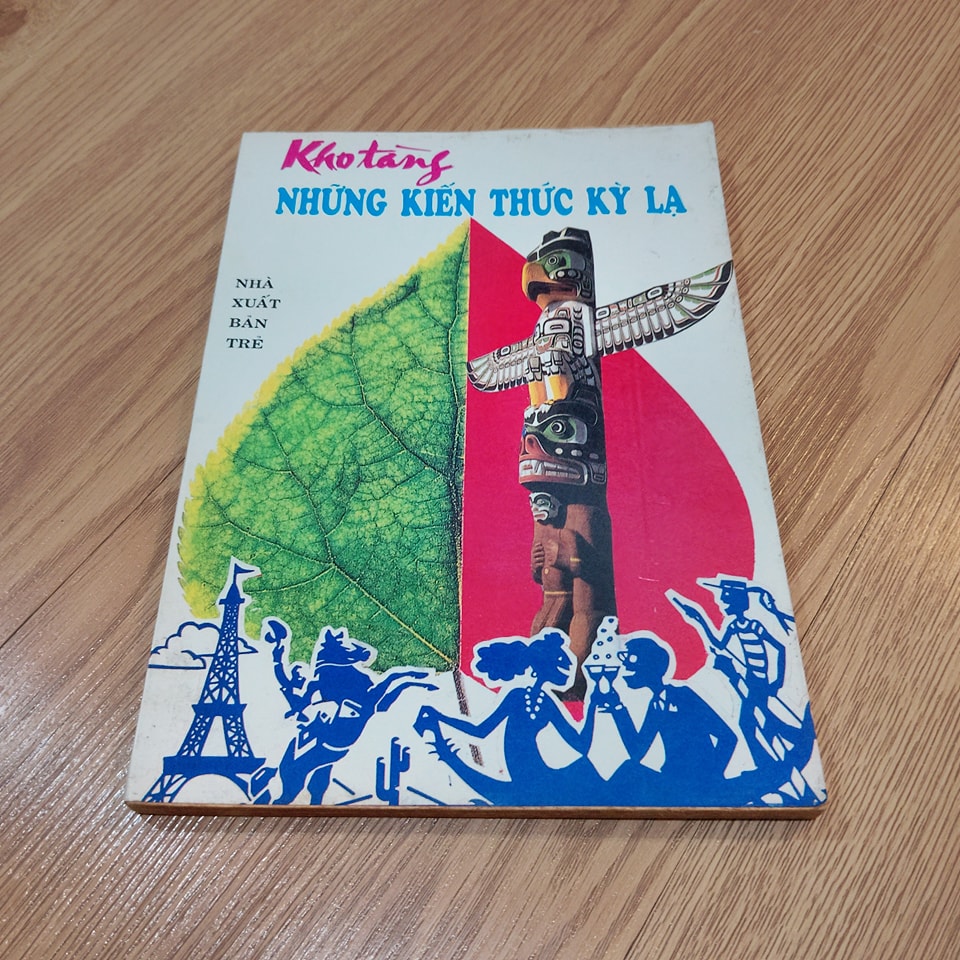 Kho tàng
NHỮNG KIẾN THỨC KỲ LẠ
NHÀ
XUẤT
BẢN
TRẺ